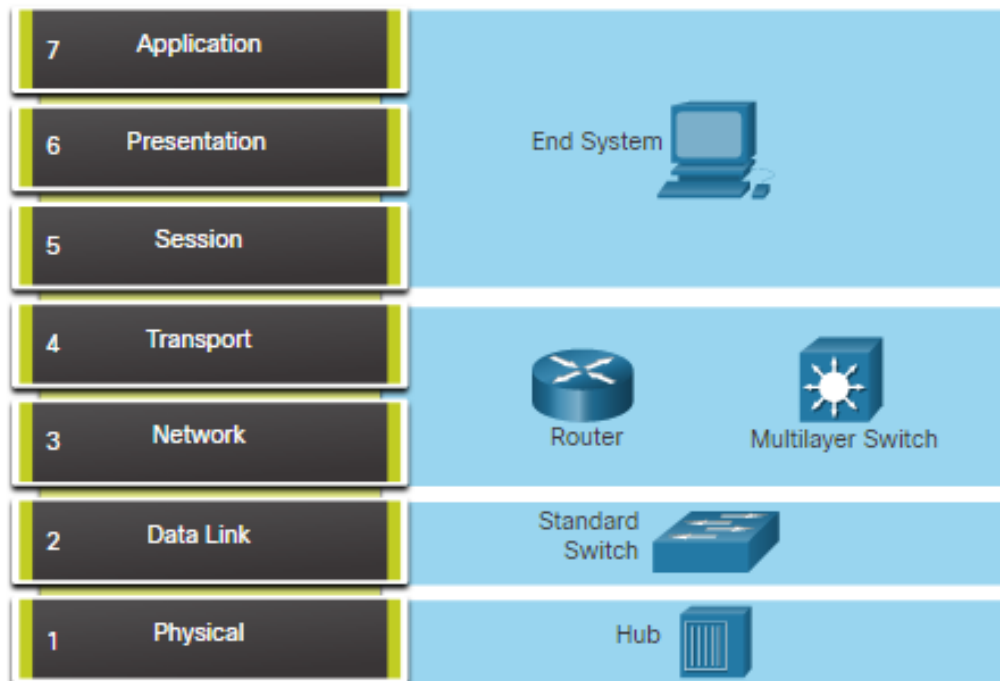 7 Application
6 Presentation
End System
5 Session
4 Transport
3 Network
Router
Multilayer Switch
2 Data Link
Standard
Switch
1 Physical
Hub